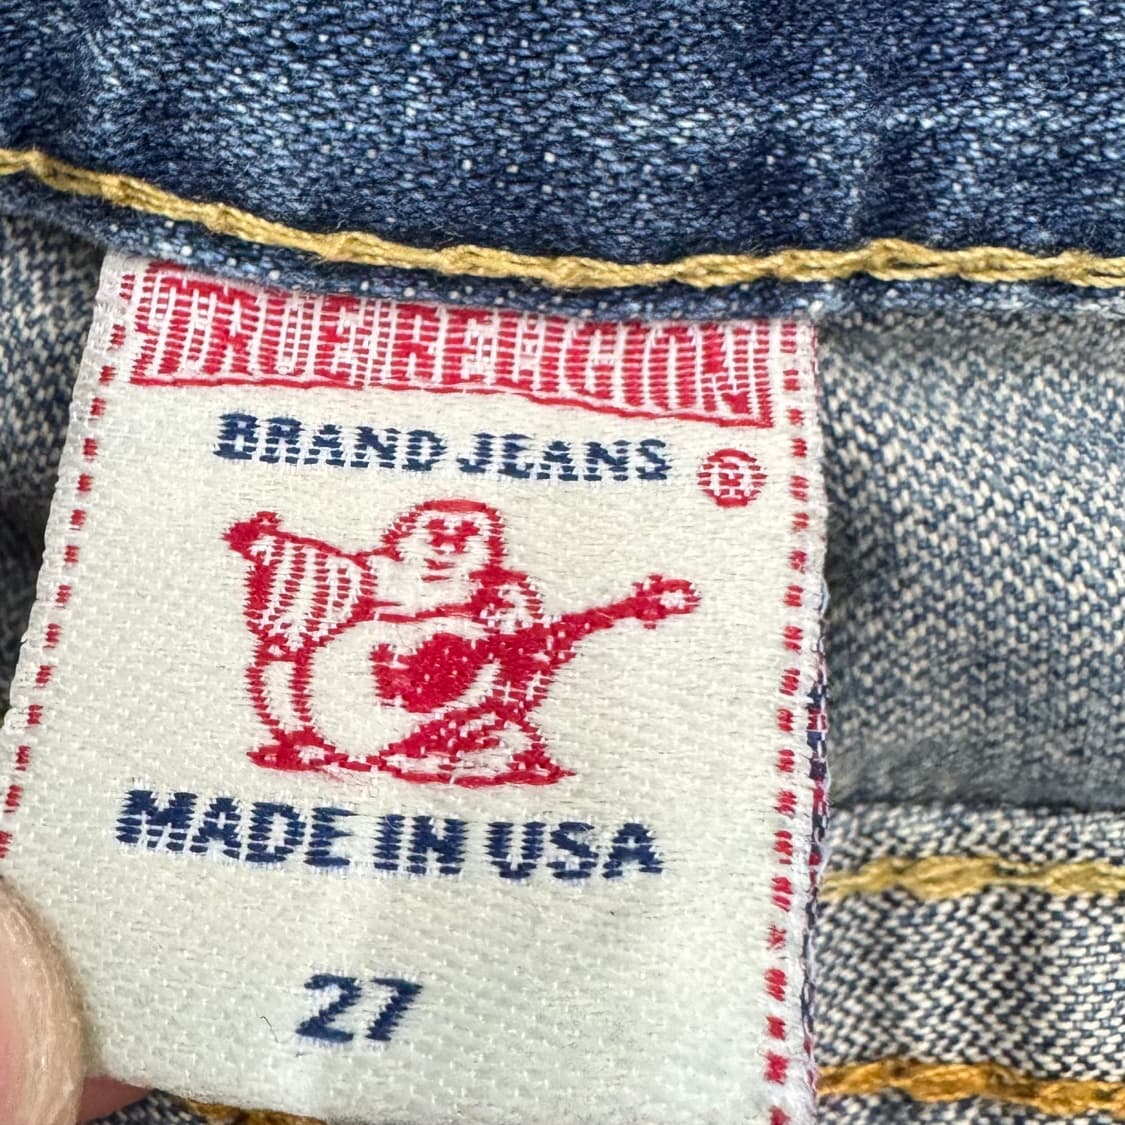 TRUE RELIGION
BRAND JEANS ®
MADE IN USA
27